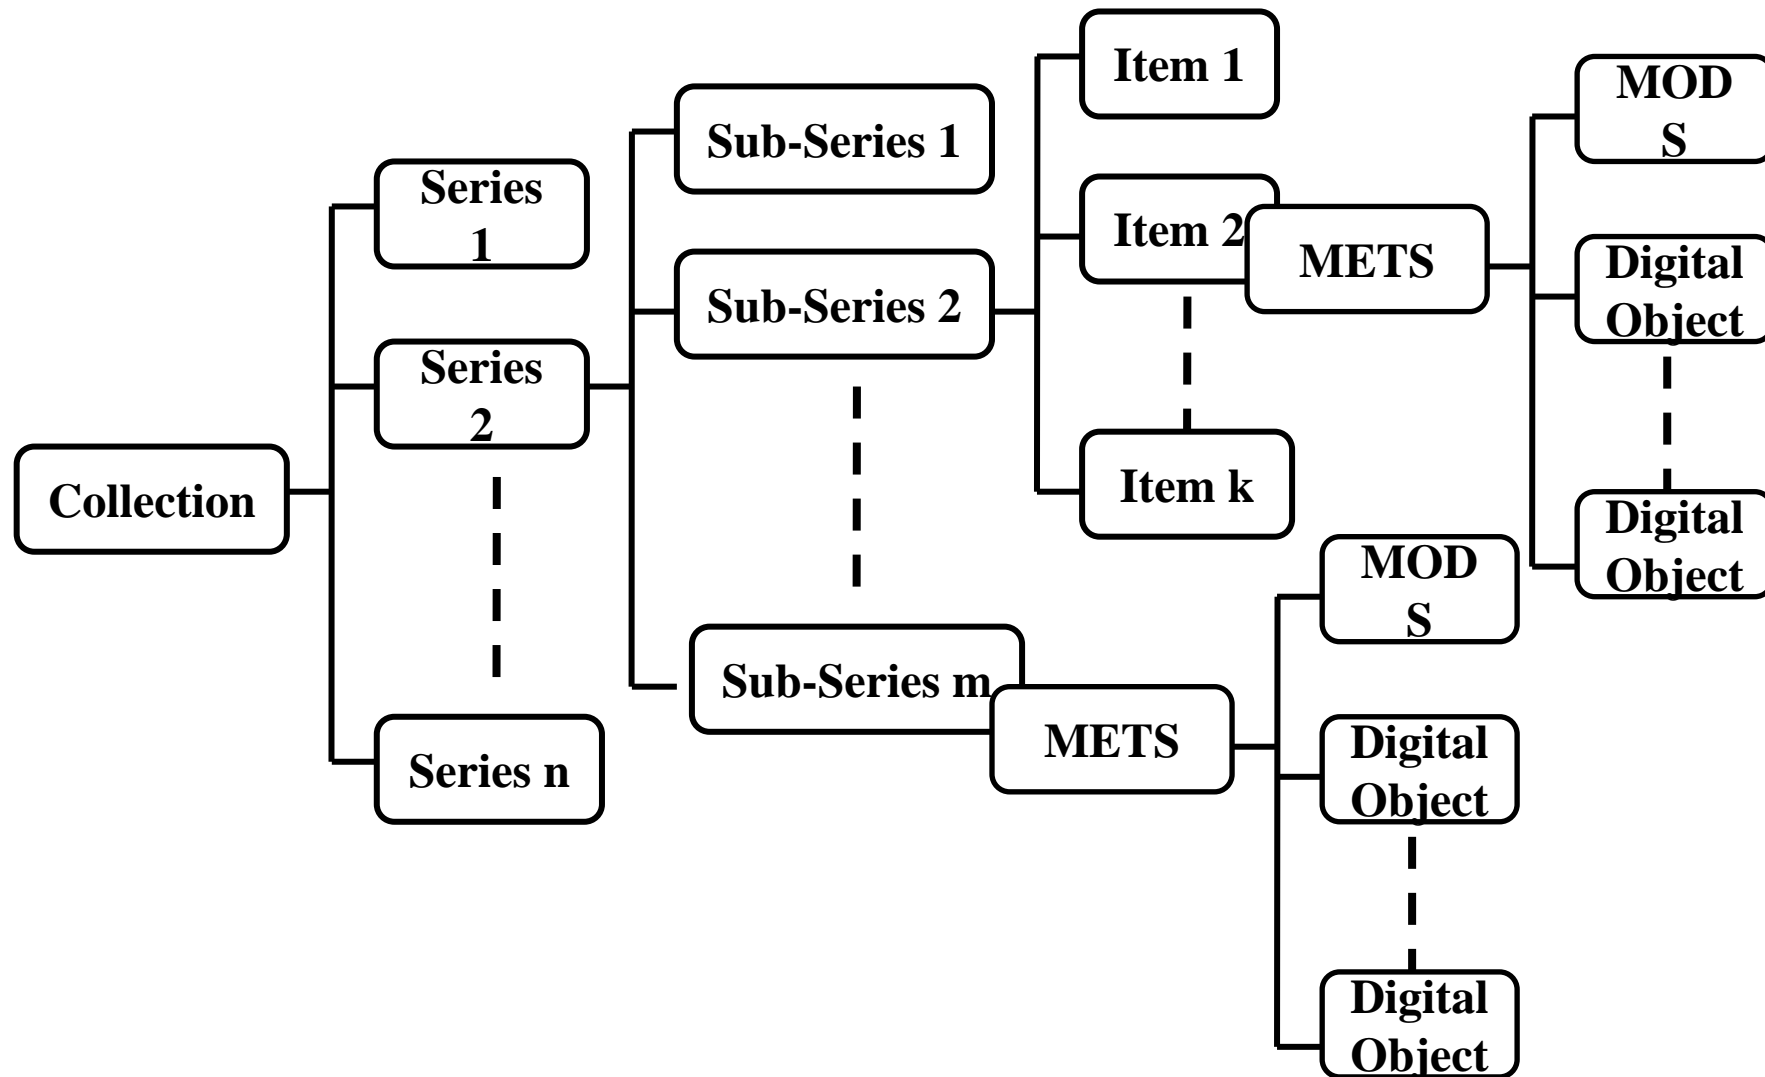 Collection
Series
1
Series
2
Series n
Sub-Series 1
Sub-Series 2
Sub-Series m
METS
Item 1
Item 2
Item k
METS
MOD
S
Digital
Object
Digital
Object
MOD
S
Digital
Object
Digital
Object